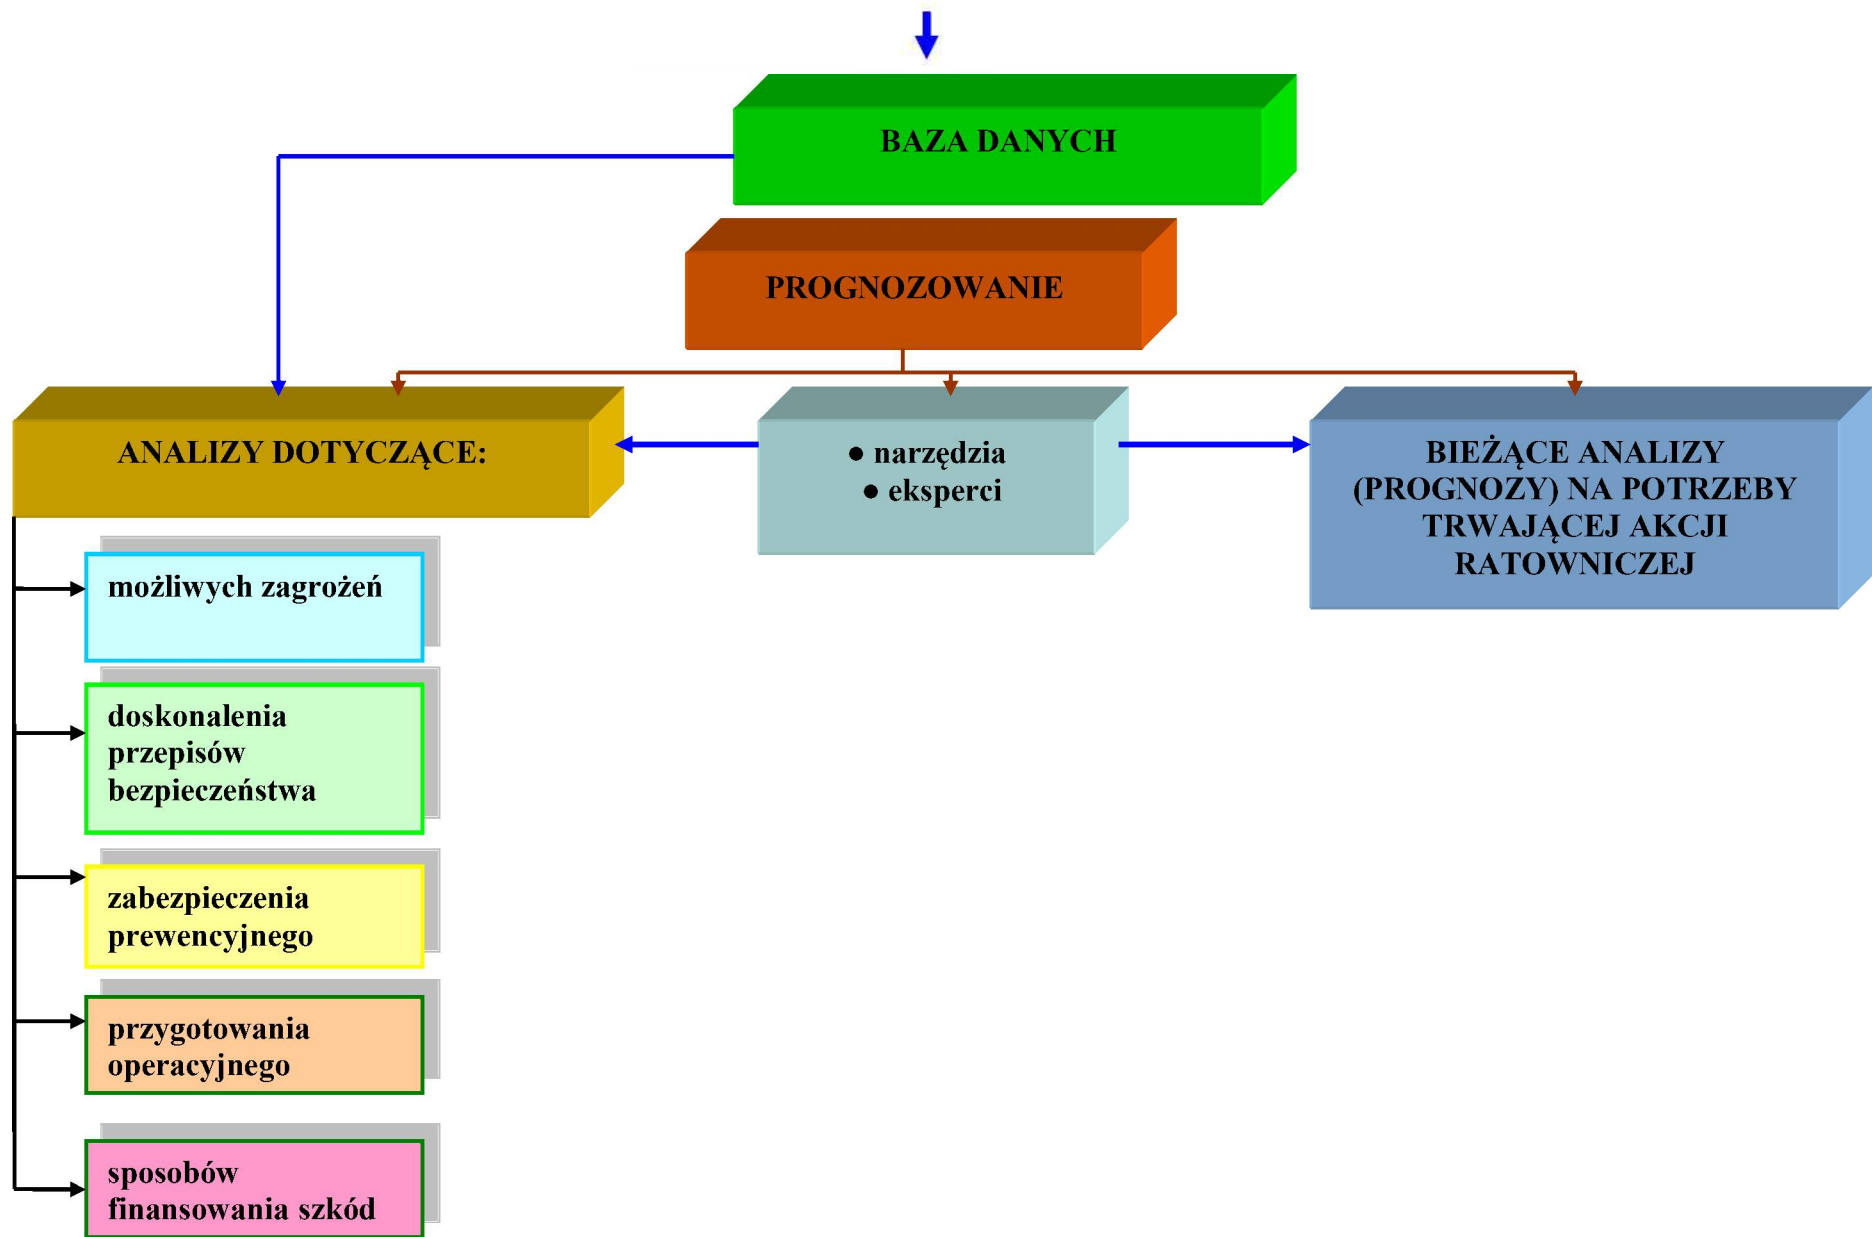 BAZA DANYCH
PROGNOZOWANIE
ANALIZY DOTYCZĄCE:
● narzędzia
● eksperci
BIEŻĄCE ANALIZY
(PROGNOZY) NA POTRZEBY
TRWAJĄCEJ AKCJI
RATOWNICZEJ
możliwych zagrożeń
doskonalenia
przepisów
bezpieczeństwa
zabezpieczenia
prewencyjnego
przygotowania
operacyjnego
sposobów
finansowania szkód